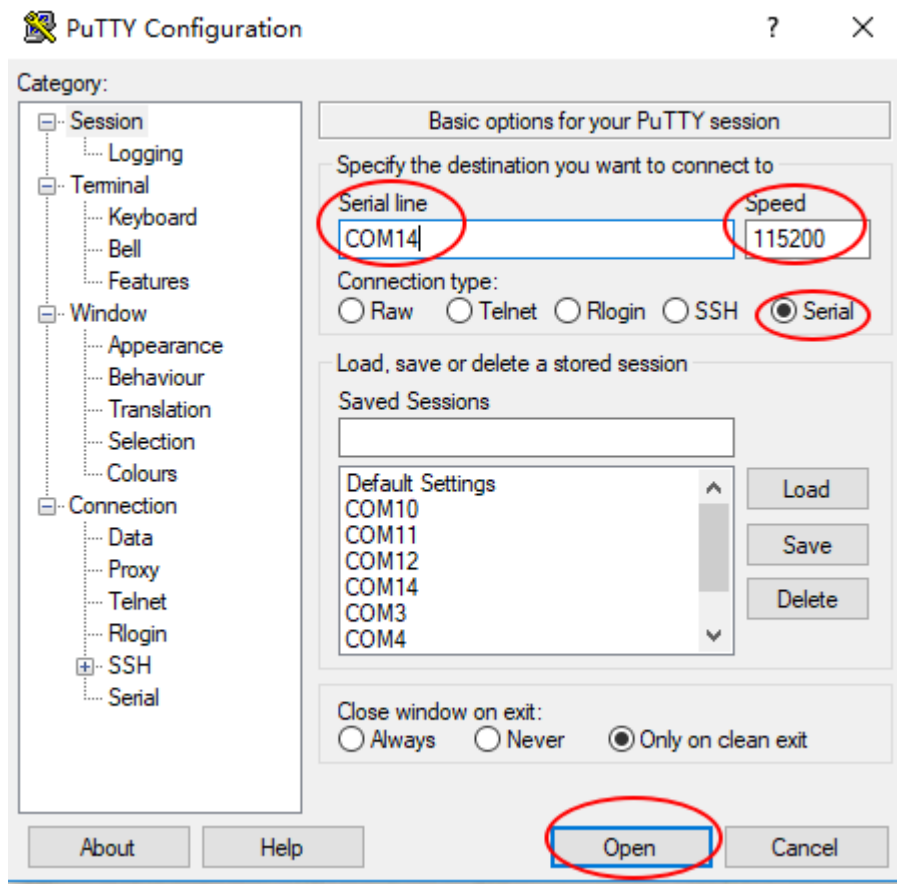 PuTTY Configuration
?
Category:
Session
Logging
Terminal
Keyboard
Bell
Features
Window
Appearance
Behaviour
Translation
Selection
Colours
Connection
Data
Proxy
Telnet
Rlogin
SSH
Serial
Basic options for your PuTTY session
Specify the destination you want to connect to
Serial line Speed
COM14 115200
Connection type:
Raw Telnet Rlogin SSH Serial
Load, save or delete a stored session
Saved Sessions
Default Settings
COM10
COM11
COM12
COM14
COM3
COM4
Load
Save
Delete
Close window on exit:
Always Never Only on clean exit
About Help Open Cancel